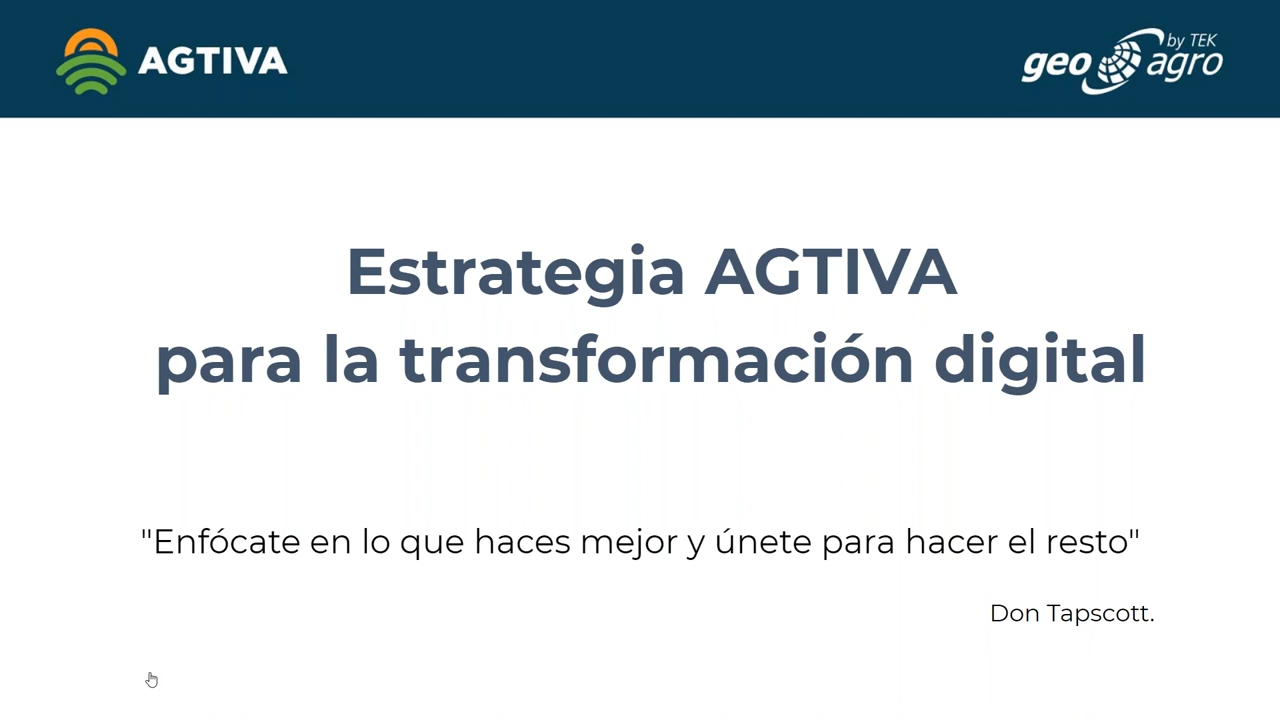 AGTIVA
geo agro by TEK
Estrategia AGTIVA
para la transformación digital
"Enfócate en lo que haces mejor y únete para hacer el resto"
Don Tapscott.